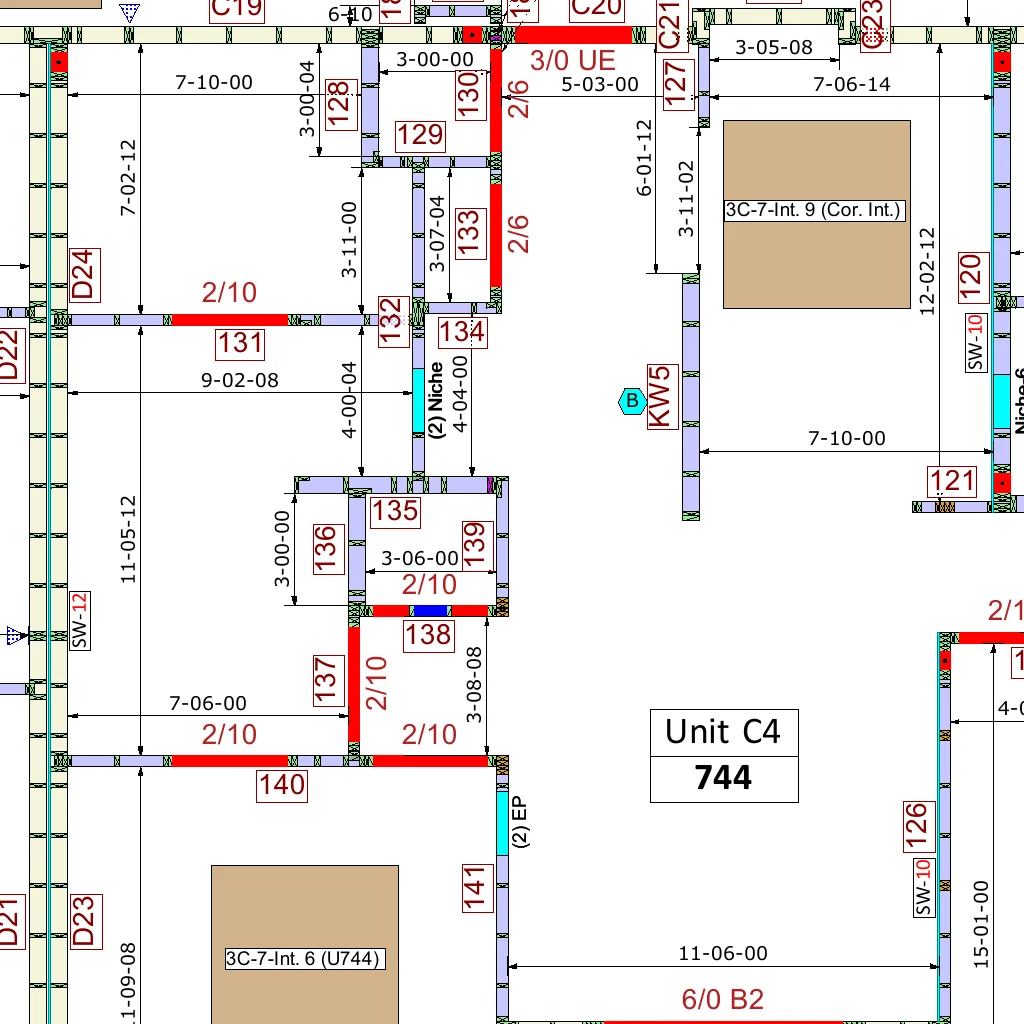 C19
6-10
C20
C21
C23
3-05-08
3/0 UE
3-00-00
7-10-00
5-03-00
7-06-14
3-00-04
128
130
2/6
127
129
6-01-12
7-02-12
3-11-02
3C-7-Int. 9 (Cor. Int.)
3-11-00
3-07-04
133
2/6
12-02-12
D24
120
2/10
132
134
131
D22
SW-10
9-02-08
4-00-04
(2) Niche
4-04-00
B
KW5
Niche-6
7-10-00
121
135
11-05-12
3-00-00
136
139
3-06-00
2/10
SW-12
138
137
2/10
3-08-08
7-06-00
2/10
2/10
Unit C4
744
140
(2) EP
126
141
SW-10
D21
D23
3C-7-Int. 6 (U744)
11-06-00
15-01-00
6/0 B2